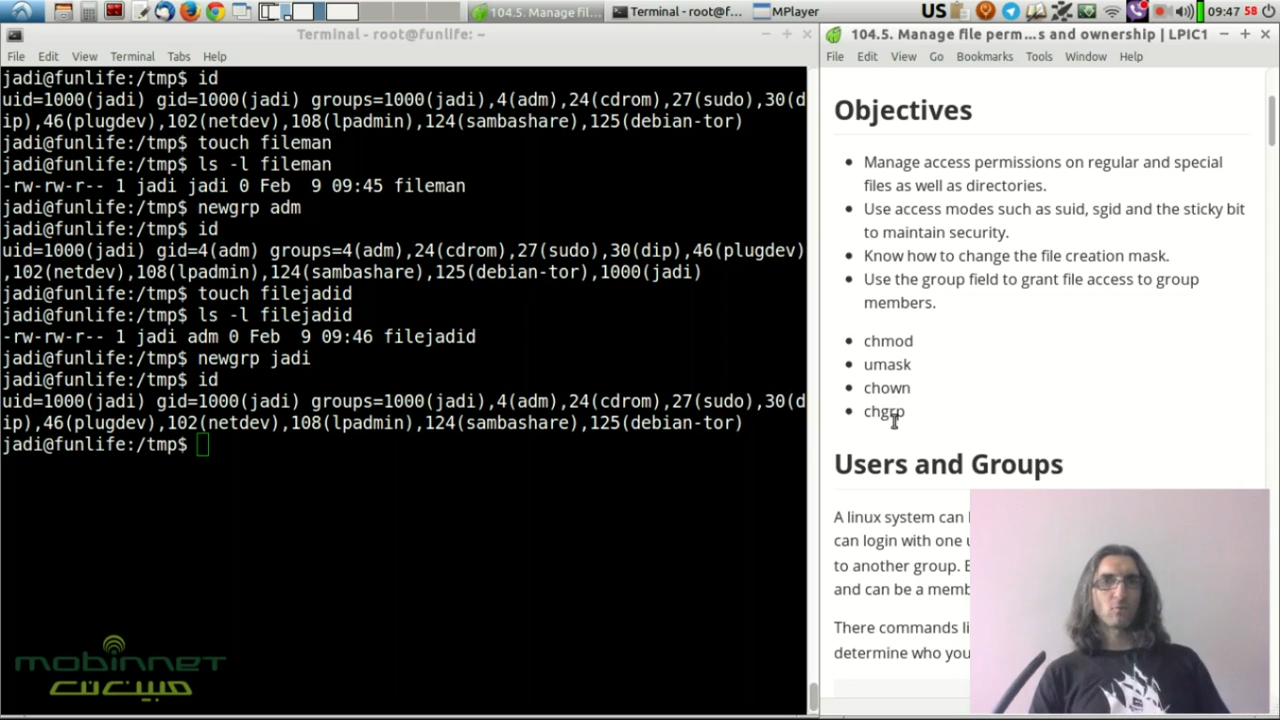 US
09:47 58
104.5. Manage fil...
Terminal - root@f...
MPlayer
Terminal - root@funlife: ~
File Edit View Terminal Tabs Help
jadi@funlife:/tmp$ id
uid=1000(jadi) gid=1000(jadi) groups=1000(jadi),4(adm),24(cdrom),27(sudo),30(d
ip),46(plugdev),102(netdev),108(lpadmin),124(sambashare),125(debian-tor)
jadi@funlife:/tmp$ touch fileman
jadi@funlife:/tmp$ ls -l fileman
-rw-rw-r-- 1 jadi jadi 0 Feb  9 09:45 fileman
jadi@funlife:/tmp$ newgrp adm
jadi@funlife:/tmp$ id
uid=1000(jadi) gid=4(adm) groups=4(adm),24(cdrom),27(sudo),30(dip),46(plugdev)
,102(netdev),108(lpadmin),124(sambashare),125(debian-tor),1000(jadi)
jadi@funlife:/tmp$ touch filejadid
jadi@funlife:/tmp$ ls -l filejadid
-rw-rw-r-- 1 jadi adm 0 Feb  9 09:46 filejadid
jadi@funlife:/tmp$ newgrp jadi
jadi@funlife:/tmp$ id
uid=1000(jadi) gid=1000(jadi) groups=1000(jadi),4(adm),24(cdrom),27(sudo),30(d
ip),46(plugdev),102(netdev),108(lpadmin),124(sambashare),125(debian-tor)
jadi@funlife:/tmp$
mobinnet
مبین نت
104.5. Manage file perm...s and ownership | LPIC1
File Edit View Go Bookmarks Tools Window Help
Objectives
Manage access permissions on regular and special
files as well as directories.
Use access modes such as suid, sgid and the sticky bit
to maintain security.
Know how to change the file creation mask.
Use the group field to grant file access to group
members.
chmod
umask
chown
chgrp
Users and Groups
A linux system can
can login with one
to another group.
and can be a
There commands
determine who